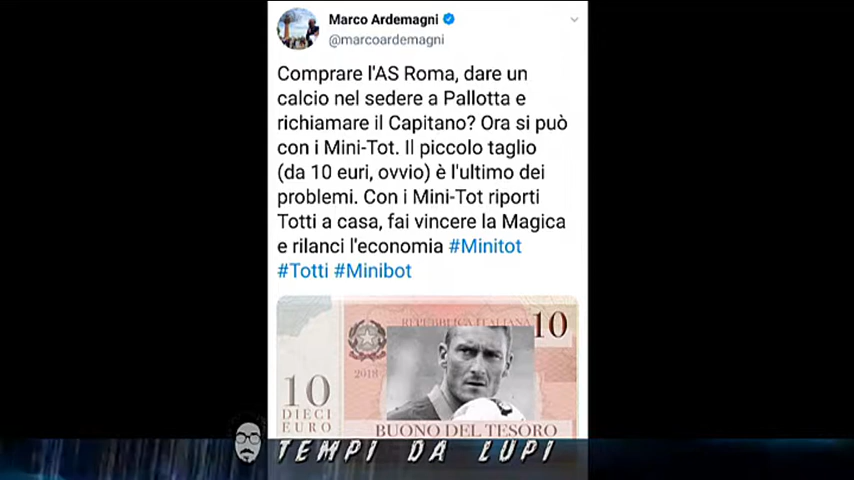 Marco Ardemagni
@marcoardemagni
Comprare l'AS Roma, dare un
calcio nel sedere a Pallotta e
richiamare il Capitano? Ora si può
con i Mini-Tot. Il piccolo taglio
(da 10 euri, ovvio) è l'ultimo dei
problemi. Con i Mini-Tot riporti
Totti a casa, fai vincere la Magica
e rilanci l'economia #Minitot
#Totti #Minibot
REPUBBLICA ITALIANA
10
2018
10
DIECI
EURO
BUONO DEL TESORO
TEMPI DA LUPI